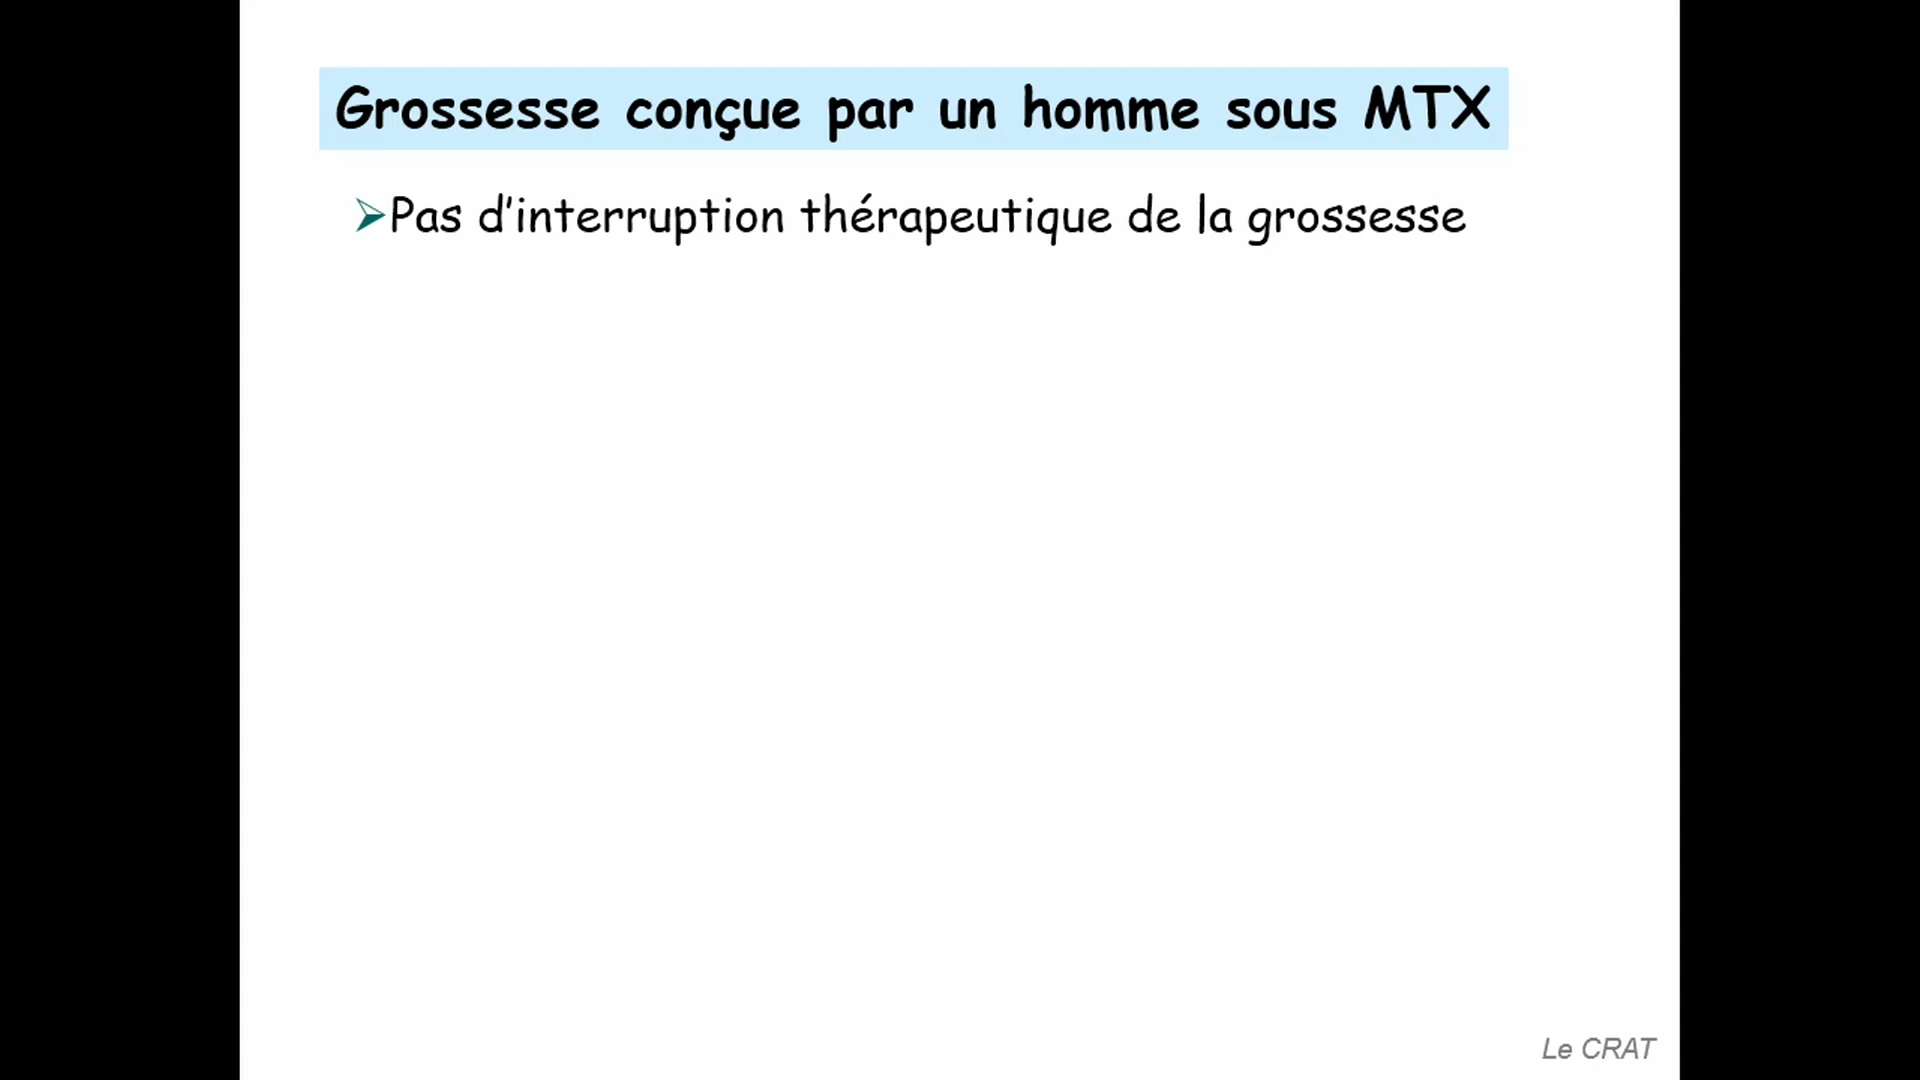 Grossesse conçue par un homme sous MTX
Pas d'interruption thérapeutique de la grossesse
Le CRAT